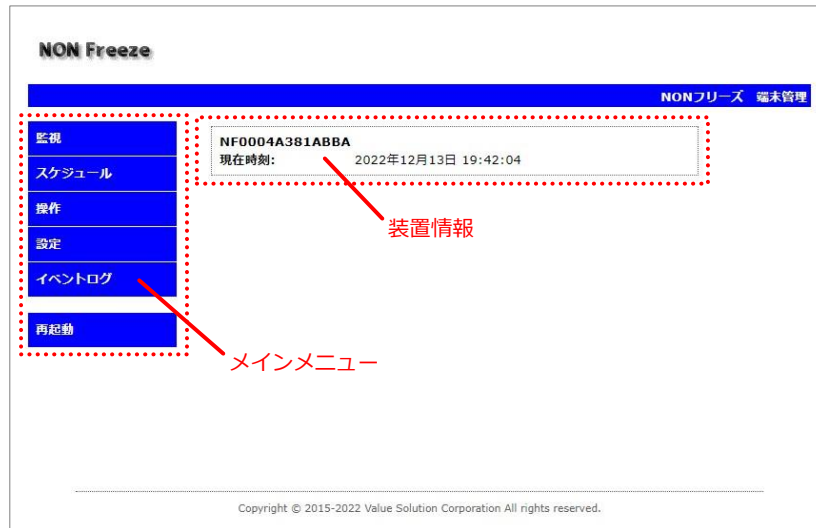 NON Freeze
NONフリーズ 端末管理
監視
スケジュール
操作
設定
イベントログ
再起動
NF0004A381ABBA
現在時刻: 2022年12月13日 19:42:04
装置情報
メインメニュー
Copyright © 2015-2022 Value Solution Corporation All rights reserved.